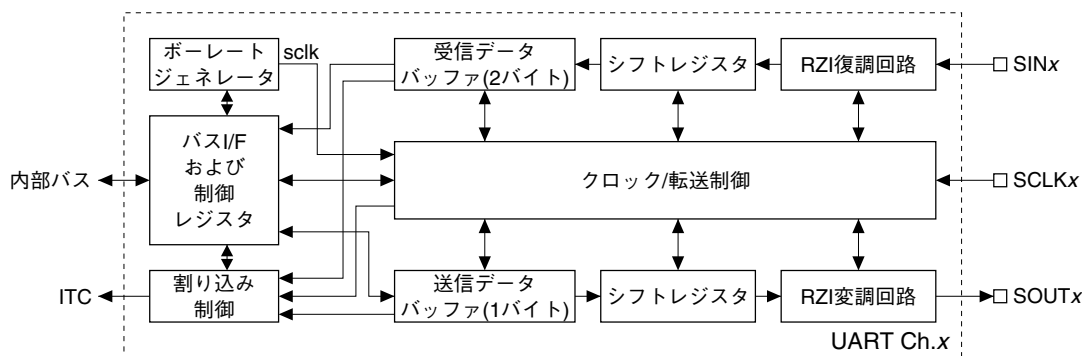 ボーレート
ジェネレータ
sclk
受信データ
バッファ(2バイト)
シフトレジスタ
RZI復調回路
SINx
内部バス
バスI/F
および
制御
レジスタ
クロック/転送制御
SCLKx
ITC
割り込み
制御
送信データ
バッファ(1バイト)
シフトレジスタ
RZI変調回路
SOUTx
UART Ch.x